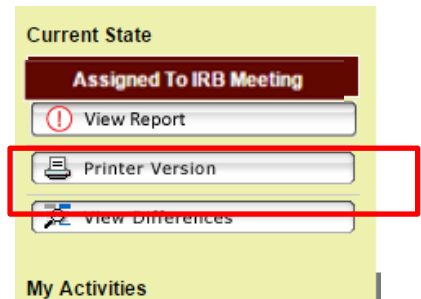 Current State
Assigned To IRB Meeting
View Report
Printer Version
View Differences
My Activities